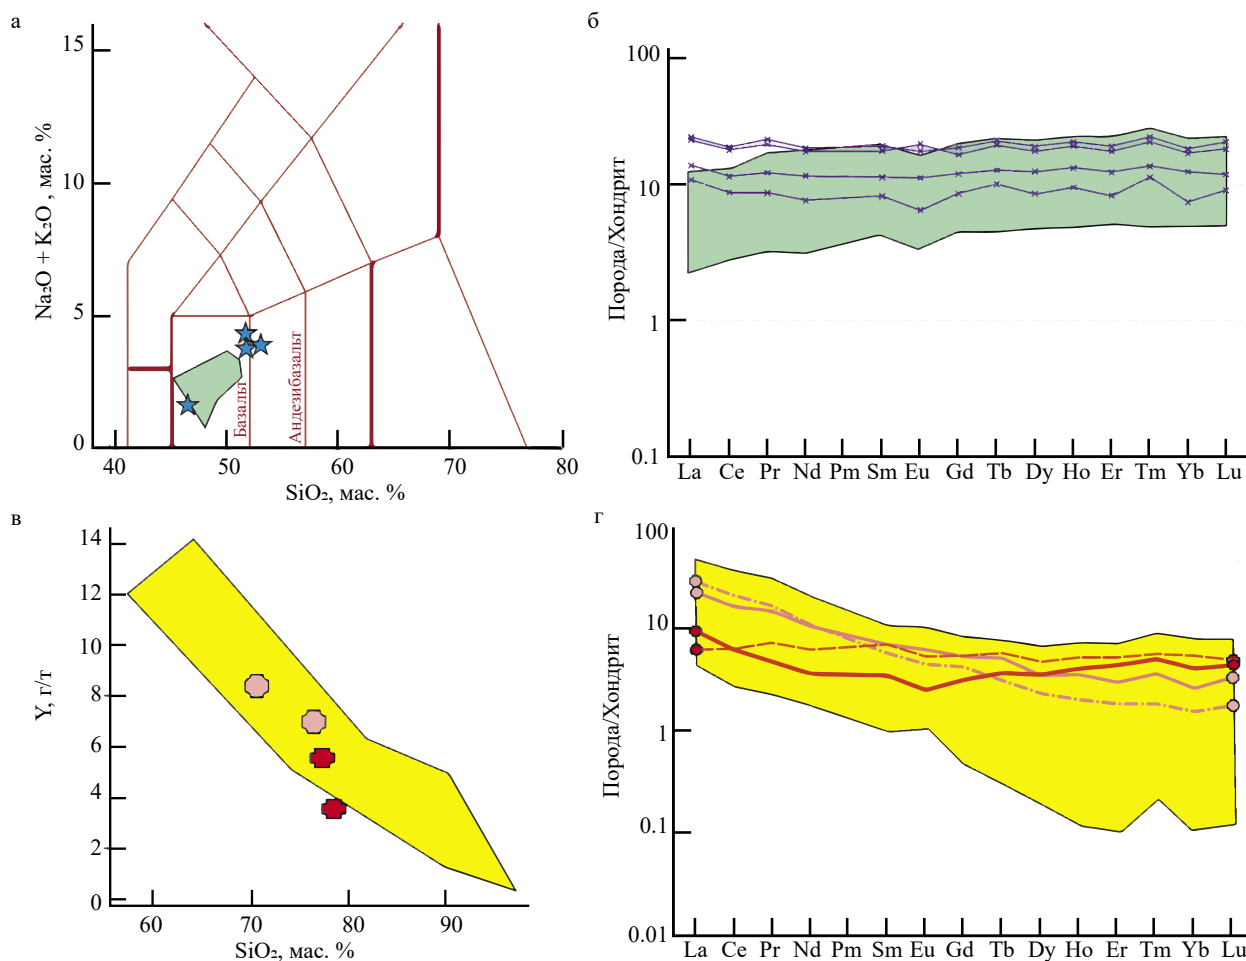 а
15
10
5
0
Na₂O + K₂O , мас. %
Базальт
Андезибазальт
40 50 60 70 80
SiO₂, мас. %
б
100
10
1
0.1
Порода/Хондрит
La Ce Pr Nd Pm Sm Eu Gd Tb Dy Ho Er Tm Yb Lu
в
14
12
10
8
6
4
2
0
Y, г/т
60 70 80 90
SiO₂, мас. %
г
100
10
1
0.1
0.01
Порода/Хондрит
La Ce Pr Nd Pm Sm Eu Gd Tb Dy Ho Er Tm Yb Lu